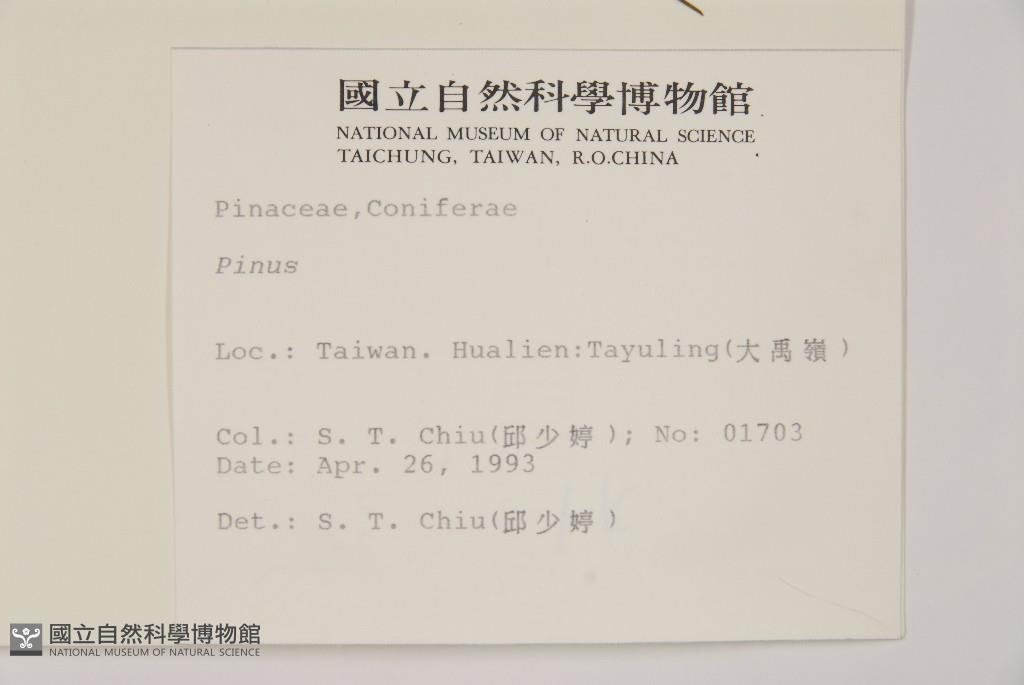 國立自然科學博物館
NATIONAL MUSEUM OF NATURAL SCIENCE
TAICHUNG, TAIWAN, R.O.CHINA
Pinaceae,Coniferae
Pinus
Loc.: Taiwan. Hualien:Tayuling(大禹嶺)
Col.: S. T. Chiu(邱少婷); No: 01703
Date: Apr. 26, 1993
Det.: S. T. Chiu(邱少婷)
國立自然科學博物館
NATIONAL MUSEUM OF NATURAL SCIENCE